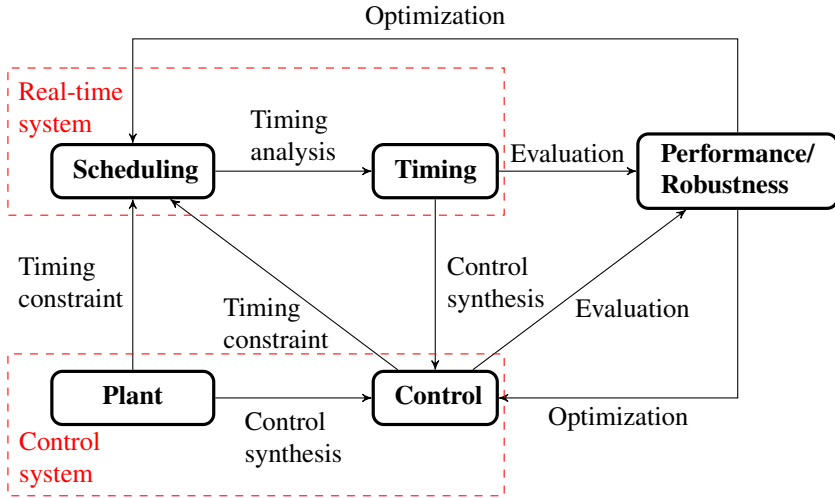 Optimization
Real-time
system
Timing
analysis
Scheduling
Timing
Evaluation
Performance/
Robustness
Timing
constraint
Timing
constraint
Control
synthesis
Evaluation
Plant
Control
Control
synthesis
Optimization
Control
system